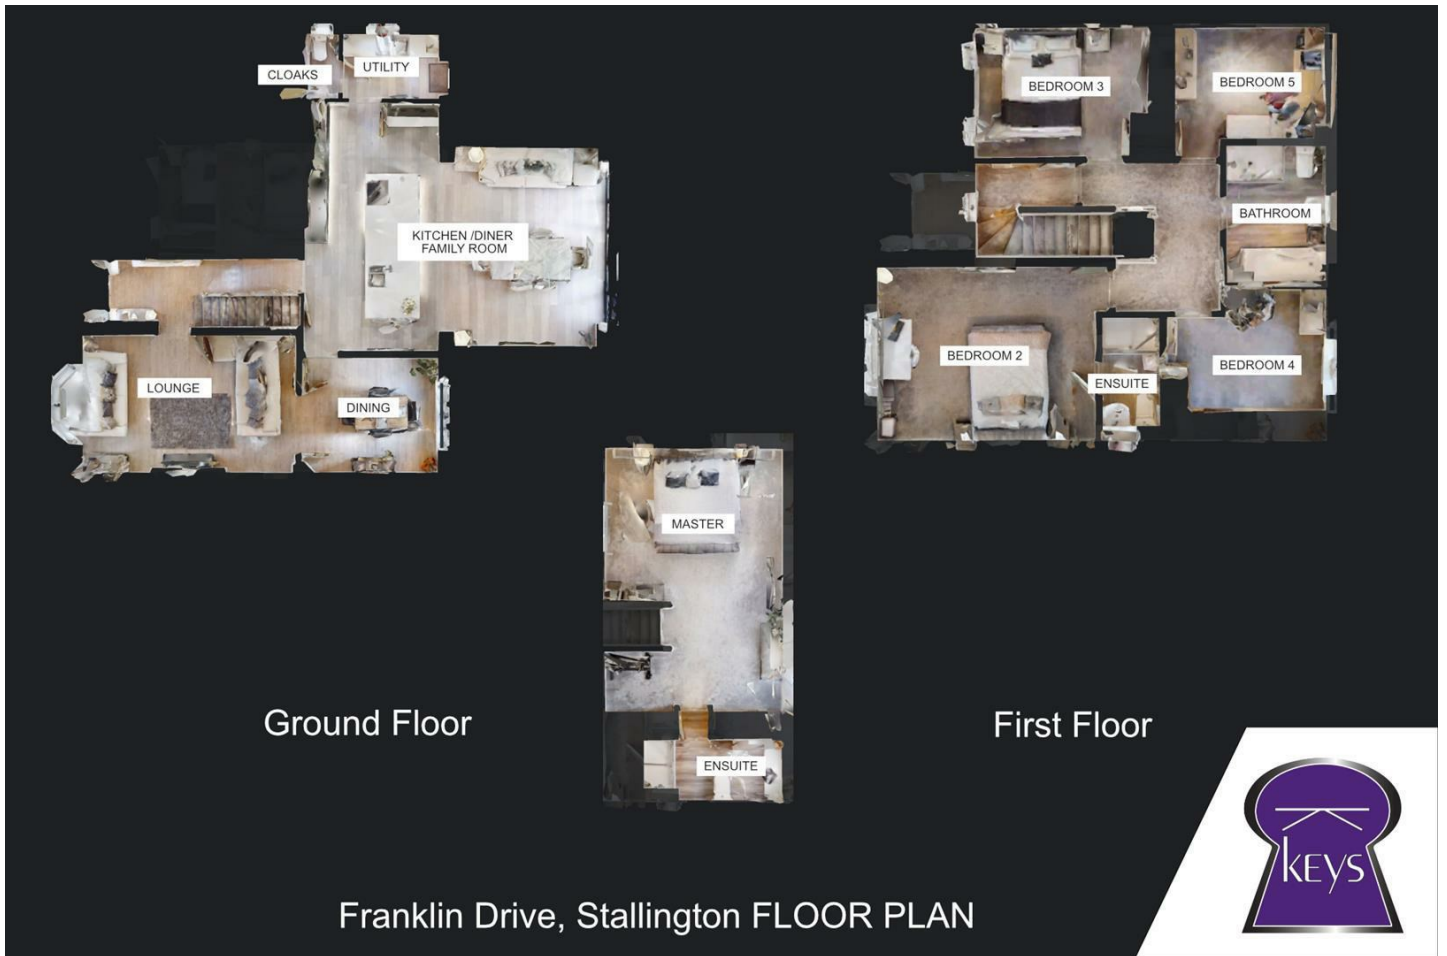 CLOAKS
UTILITY
KITCHEN /DINER
FAMILY ROOM
LOUNGE
DINING
Ground Floor
MASTER
ENSUITE
BEDROOM 3
BEDROOM 5
BATHROOM
BEDROOM 2
ENSUITE
BEDROOM 4
First Floor
Franklin Drive, Stallington FLOOR PLAN
kEys